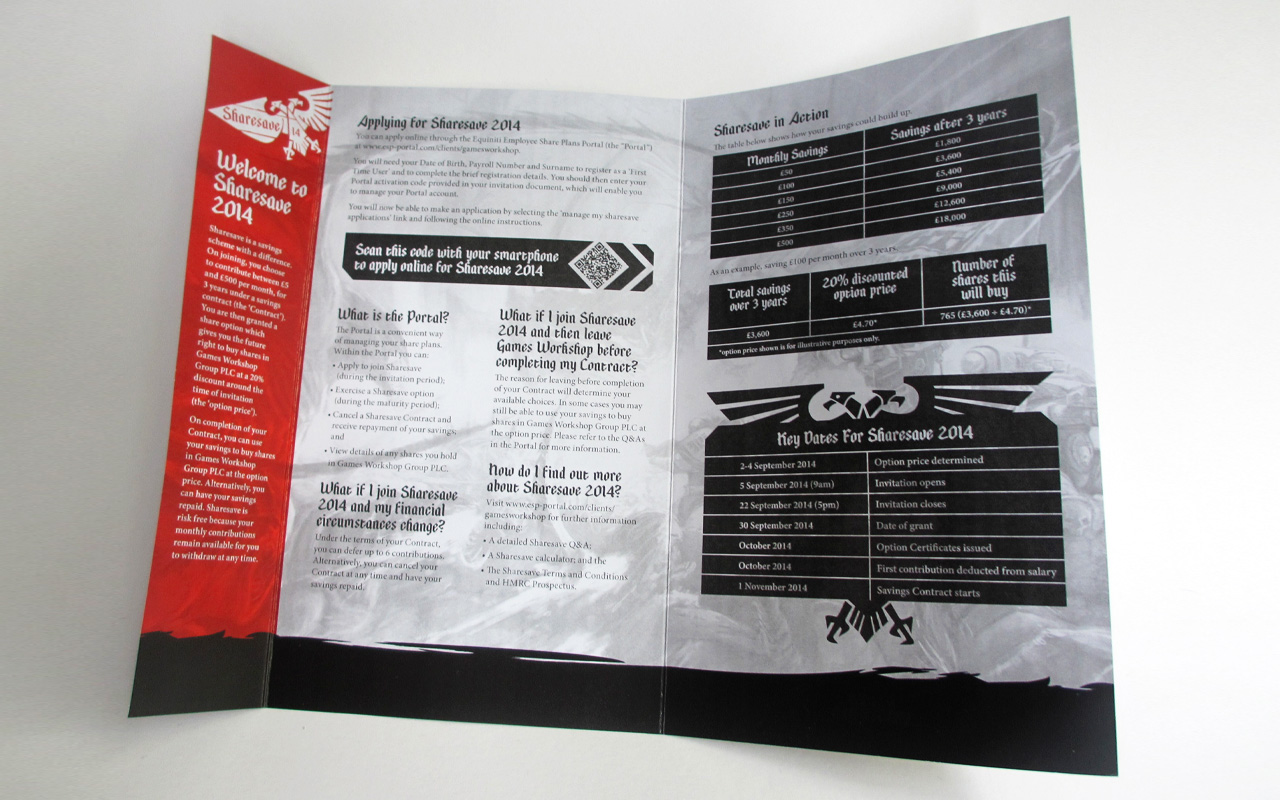 Sharesave 14
Welcome to
Sharesave
2014
Sharesave is a savings
scheme with a difference.
On joining, you choose
to contribute between £5
and £500 per month, for
3 years under a savings
contract (the 'Contract').
You are then granted a
share option which
gives you the future
right to buy shares in
Games Workshop
Group PLC at a 20%
discount around the
time of invitation
(the 'option price').
On completion of your
Contract, you can use
your savings to buy shares
in Games Workshop
Group PLC at the option
price. Alternatively, you
can have your savings
repaid. Sharesave is
risk free because your
monthly contributions
remain available for you
to withdraw at any time.
Applying for Sharesave 2014
You can apply online through the Equiniti Employee Share Plans Portal (the "Portal")
at www.esp-portal.com/clients/gamesworkshop.
You will need your Date of Birth, Payroll Number and Surname to register as a 'First
Time User' and to complete the brief registration details. You should then enter your
Portal activation code provided in your invitation document, which will enable you
to manage your Portal account.
You will now be able to make an application by selecting the 'manage my sharesave
applications' link and following the online instructions.
Scan this code with your smartphone
to apply online for Sharesave 2014
What is the Portal?
The Portal is a convenient way
of managing your share plans.
Within the Portal you can:
• Apply to join Sharesave
(during the invitation period);
• Exercise a Sharesave option
(during the maturity period);
• Cancel a Sharesave Contract and
receive repayment of your savings;
and
• View details of any shares you hold
in Games Workshop Group PLC.
What if I join Sharesave
2014 and my financial
circumstances change?
Under the terms of your Contract,
you can defer up to 6 contributions.
Alternatively, you can cancel your
Contract at any time and have your
savings repaid.
What if I join Sharesave
2014 and then leave
Games Workshop before
completing my Contract?
The reason for leaving before completion
of your Contract will determine your
available choices. In some cases you may
still be able to use your savings to buy
shares in Games Workshop Group PLC at
the option price. Please refer to the Q&As
in the Portal for more information.
How do I find out more
about Sharesave 2014?
Visit www.esp-portal.com/clients/
gamesworkshop for further information
including:
• A detailed Sharesave Q&A;
• A Sharesave calculator; and the
• The Sharesave Terms and Conditions
and HMRC Prospectus.
Sharesave in Action
The table below shows how your savings could build up.
Monthly Savings Savings after 3 years
£50 £1,800
£100 £3,600
£150 £5,400
£250 £9,000
£350 £12,600
£500 £18,000
As an example, saving £100 per month over 3 years.
Total savings
over 3 years
20% discounted
option price
Number of
shares this
will buy
£3,600 £4.70* 765 (£3,600 ÷ £4.70)*
*option price shown is for illustrative purposes only.
Key Dates For Sharesave 2014
2-4 September 2014 Option price determined
5 September 2014 (9am) Invitation opens
22 September 2014 (5pm) Invitation closes
30 September 2014 Date of grant
October 2014 Option Certificates issued
October 2014 First contribution deducted from salary
1 November 2014 Savings Contract starts